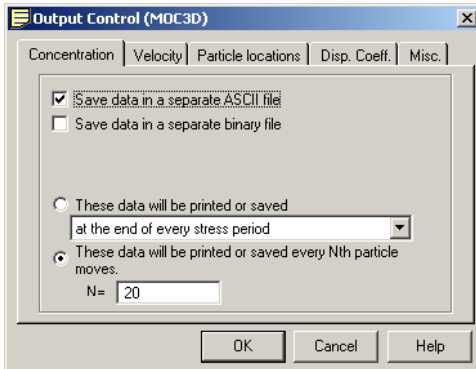 Output Control (MOC3D)
Concentration Velocity Particle locations Disp. Coeff. Misc.
Save data in a separate ASCII file
Save data in a separate binary file
These data will be printed or saved
at the end of every stress period
These data will be printed or saved every Nth particle
moves.
N= 20
OK Cancel Help